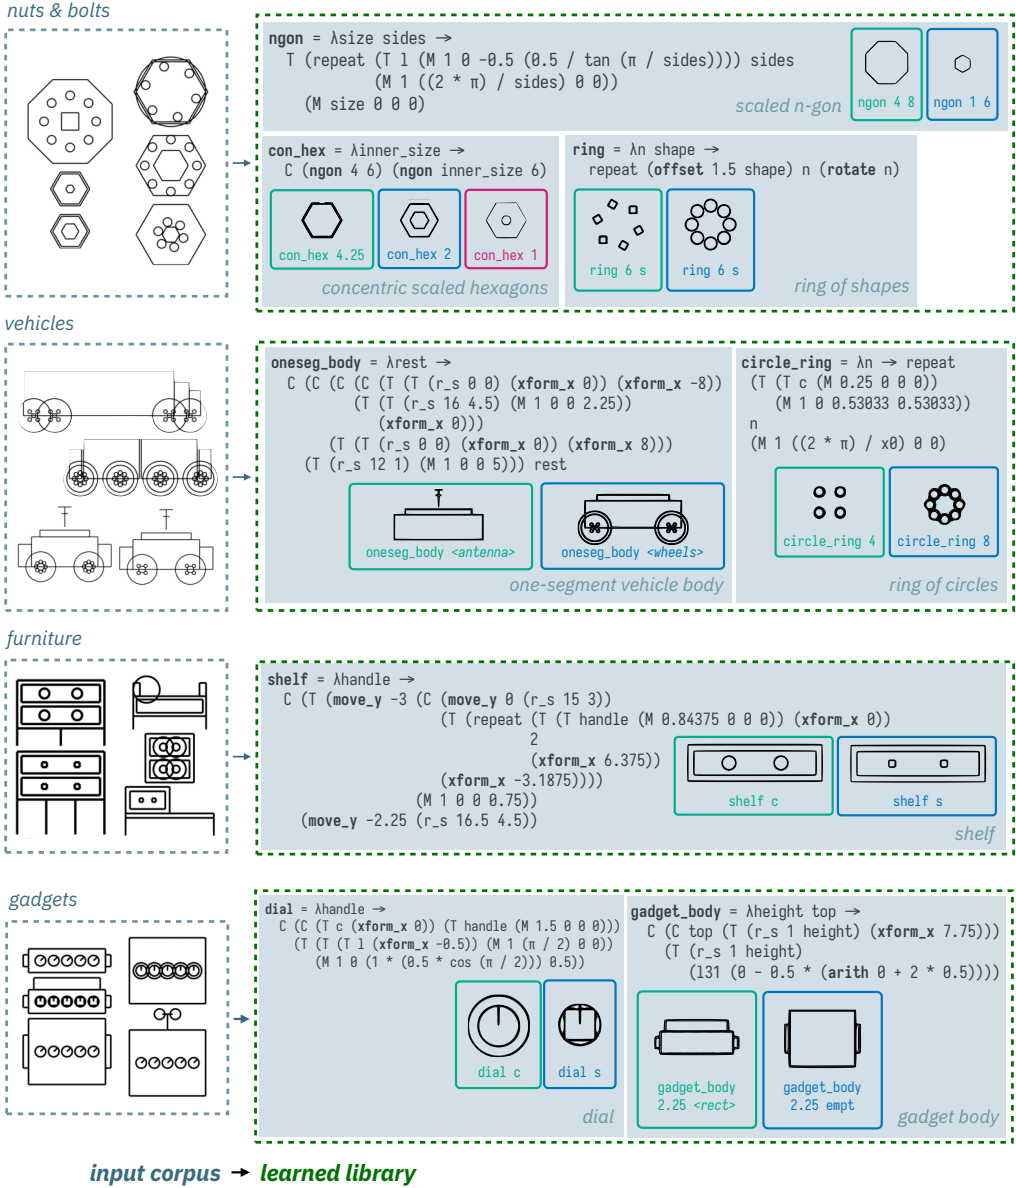 nuts & bolts
ngon = λsize sides →
T (repeat (T l (M 1 0 -0.5 (0.5 / tan (π / sides)))) sides
(M 1 ((2 * π) / sides) 0 0))
(M size 0 0 0)
scaled n-gon
ngon 4 8
ngon 1 6
con_hex = λinner_size →
C (ngon 4 6) (ngon inner_size 6)
con_hex 4.25
con_hex 2
con_hex 1
concentric scaled hexagons
ring = λn shape →
repeat (offset 1.5 shape) n (rotate n)
ring 6 s
ring 6 s
ring of shapes
vehicles
oneseg_body = λrest →
C (C (C (C (T (T (r_s 0 0) (xform_x 0)) (xform_x -8))
(T (T (r_s 16 4.5) (M 1 0 0 2.25))
(xform_x 0)))
(T (T (r_s 0 0) (xform_x 0)) (xform_x 8)))
(T (r_s 12 1) (M 1 0 0 5))) rest
oneseg_body <antenna>
oneseg_body <wheels>
one-segment vehicle body
circle_ring = λn → repeat
(T (T c (M 0.25 0 0 0))
(M 1 0 0.53033 0.53033))
n
(M 1 ((2 * π) / x0) 0 0)
circle_ring 4
circle_ring 8
ring of circles
furniture
shelf = λhandle →
C (T (move_y -3 (C (move_y 0 (r_s 15 3))
(T (repeat (T (T handle (M 0.84375 0 0 0)) (xform_x 0))
2
(xform_x 6.375))
(xform_x -3.1875))))
(M 1 0 0 0.75))
(move_y -2.25 (r_s 16.5 4.5))
shelf c
shelf s
shelf
gadgets
dial = λhandle →
C (C (T c (xform_x 0)) (T handle (M 1.5 0 0 0)))
(T (T (T l (xform_x -0.5)) (M 1 (π / 2) 0 0))
(M 1 0 (1 * (0.5 * cos (π / 2))) 0.5))
dial c
dial s
dial
gadget_body = λheight top →
C (C top (T (r_s 1 height) (xform_x 7.75)))
(T (r_s 1 height)
(l31 (0 - 0.5 * (arith 0 + 2 * 0.5))))
gadget_body
2.25 <rect>
gadget_body
2.25 empt
gadget body
input corpus → learned library